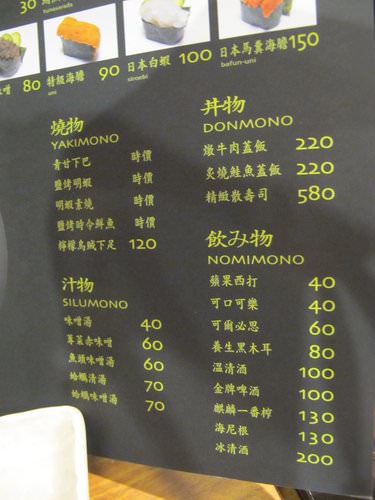 30
tunasarada
味噌 80
特級海膽 90
uni
日本白蝦 100
siroebi
日本馬糞海膽 150
bafun-uni
燒物
YAKIMONO
青甘下巴 時價
鹽烤明蝦 時價
明蝦素燒 時價
鹽烤時令鮮魚 時價
檸檬烏賊下足 120
汁物
SILUMONO
味噌湯 40
蓴菜赤味噌 60
魚頭味噌湯 60
蛤蠣清湯 70
蛤蠣味噌湯 70
丼物
DONMONO
燉牛肉蓋飯 220
炙燒鮭魚蓋飯 220
精緻散壽司 580
飲み物
NOMIMONO
蘋果西打 40
可口可樂 40
可爾必思 60
養生黑木耳 80
溫清酒 100
金牌啤酒 100
麒麟一番榨 130
海尼根 130
冰清酒 200